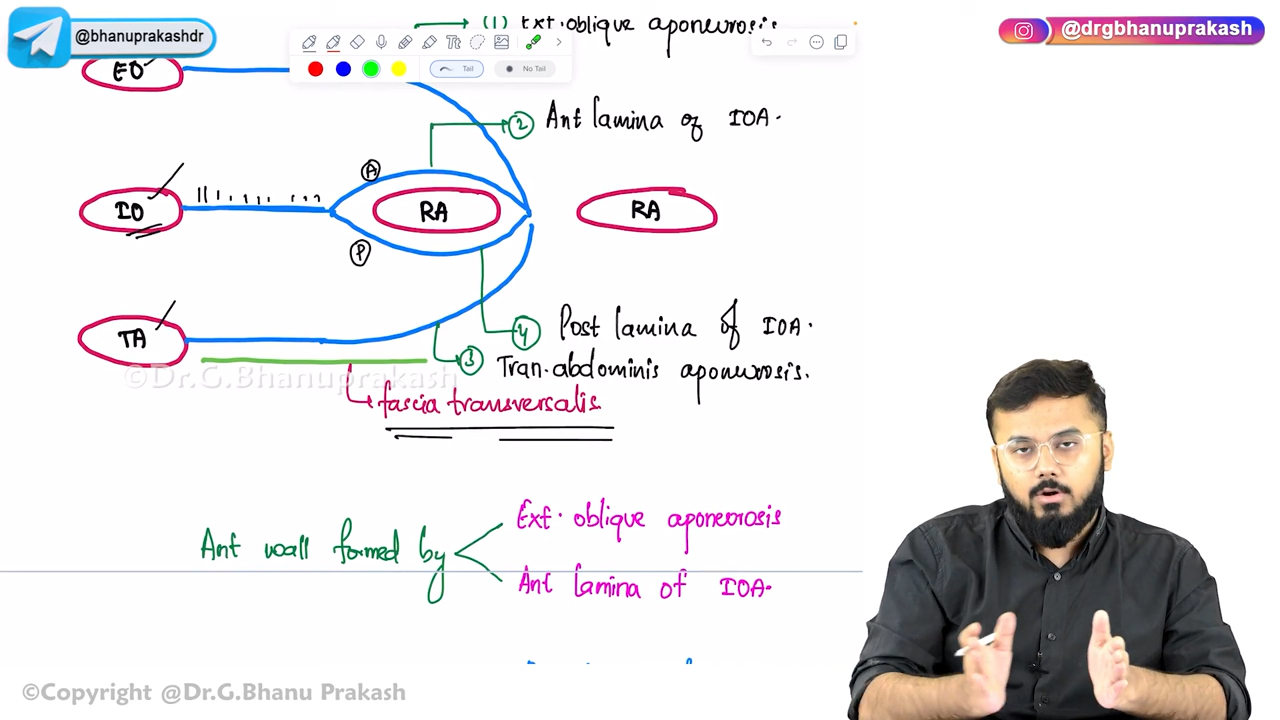 @bhanuprakashdr
@drgbhanuprakash
(1) Ext. oblique aponeurosis
Tt
Tail
No Tail
EO
2 Ant lamina of IOA.
A
IO
RA
RA
P
4 Post lamina of IOA.
TA
3 Tran. abdominis aponeurosis.
©Dr.G.Bhanuprakash
fascia transversalis
Ext. oblique aponeurosis
Ant wall formed by
Ant lamina of IOA.
©Copyright @Dr.G.Bhanu Prakash